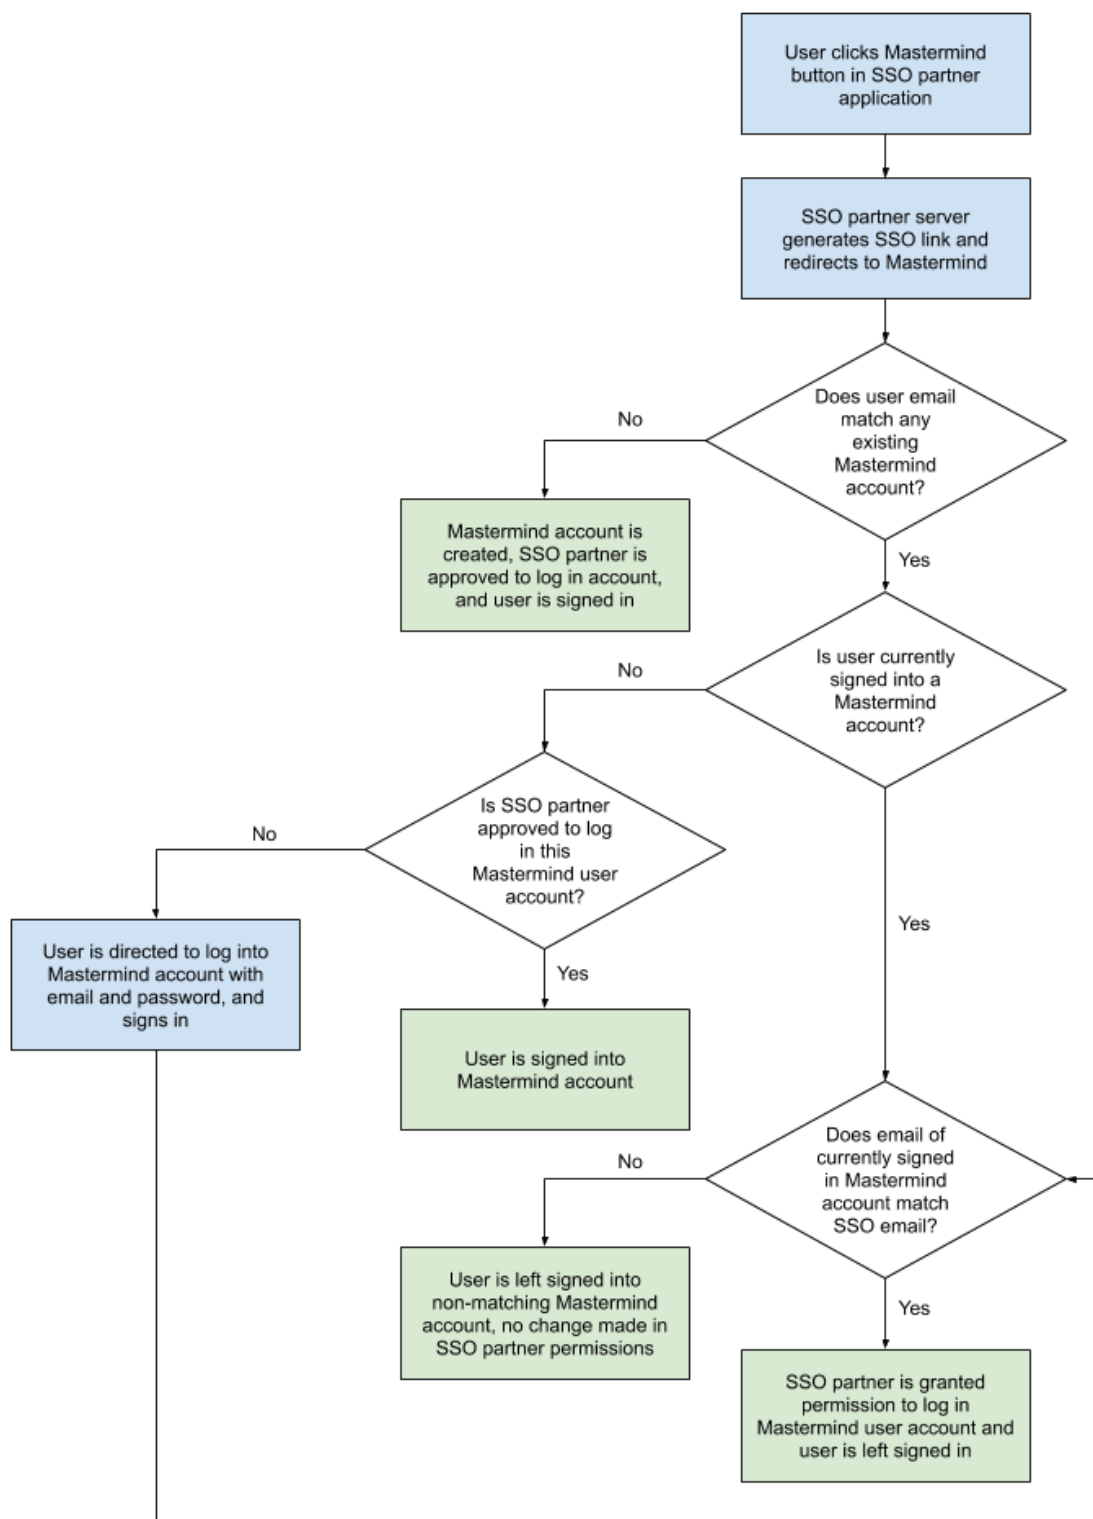 User clicks Mastermind
button in SSO partner
application
SSO partner server
generates SSO link and
redirects to Mastermind
Does user email
match any
existing
Mastermind
account?
No
Mastermind account is
created, SSO partner is
approved to log in account,
and user is signed in
Yes
Is user currently
signed into a
Mastermind
account?
No
Is SSO partner
approved to log
in this
Mastermind user
account?
No
User is directed to log into
Mastermind account with
email and password, and
signs in
Yes
User is signed into
Mastermind account
Yes
Does email of
currently signed
in Mastermind
account match
SSO email?
No
User is left signed into
non-matching Mastermind
account, no change made in
SSO partner permissions
Yes
SSO partner is granted
permission to log in
Mastermind user account and
user is left signed in